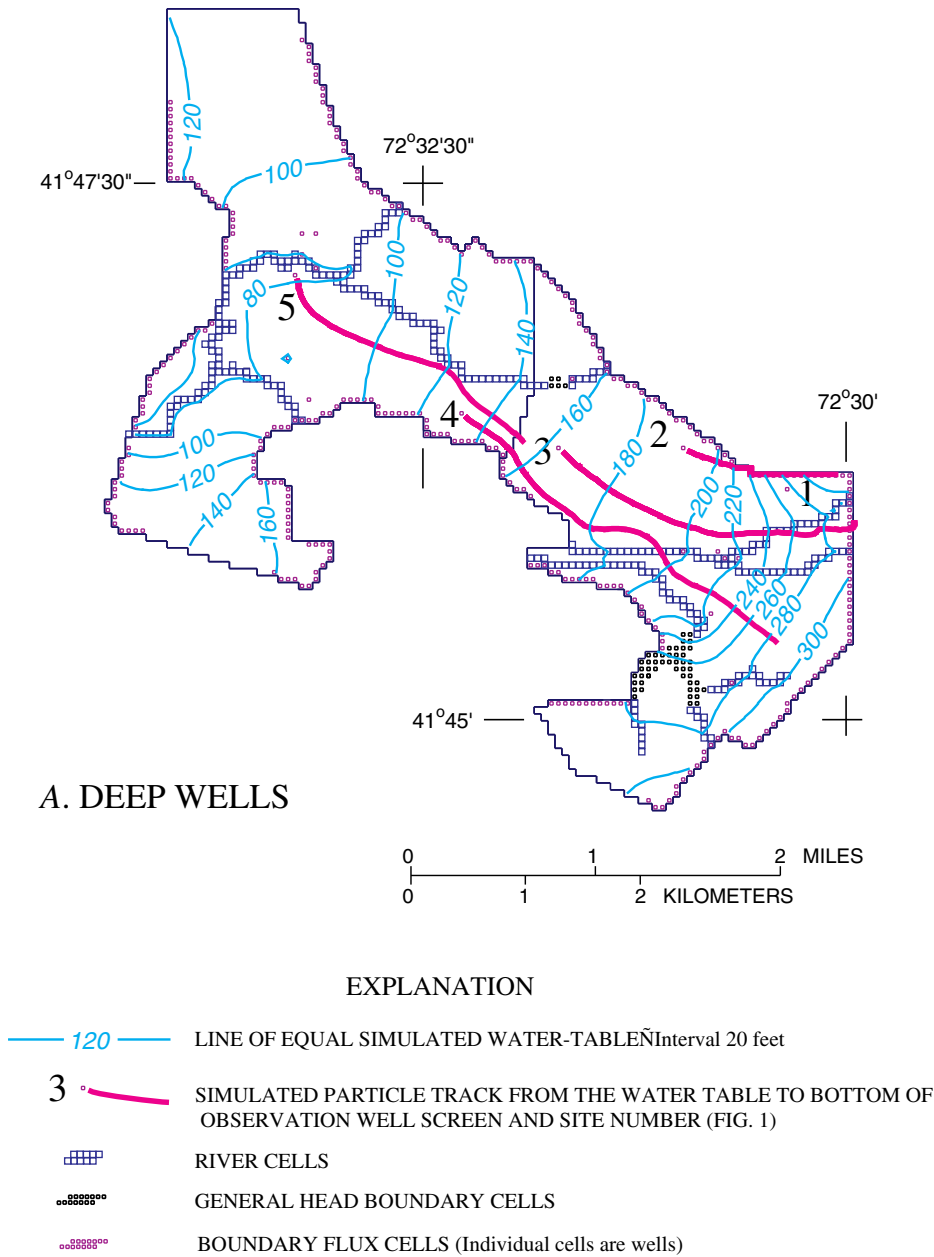 120
72°32'30"
41°47'30"
100
100
80
120
5
140
160
4
72°30'
3
2
180
200
1
220
100
120
140
160
240
260
280
300
41°45'
A. DEEP WELLS
0 1 2 MILES
0 1 2 KILOMETERS
EXPLANATION
120 LINE OF EQUAL SIMULATED WATER-TABLEÑInterval 20 feet
3 SIMULATED PARTICLE TRACK FROM THE WATER TABLE TO BOTTOM OF
OBSERVATION WELL SCREEN AND SITE NUMBER (FIG. 1)
RIVER CELLS
GENERAL HEAD BOUNDARY CELLS
BOUNDARY FLUX CELLS (Individual cells are wells)